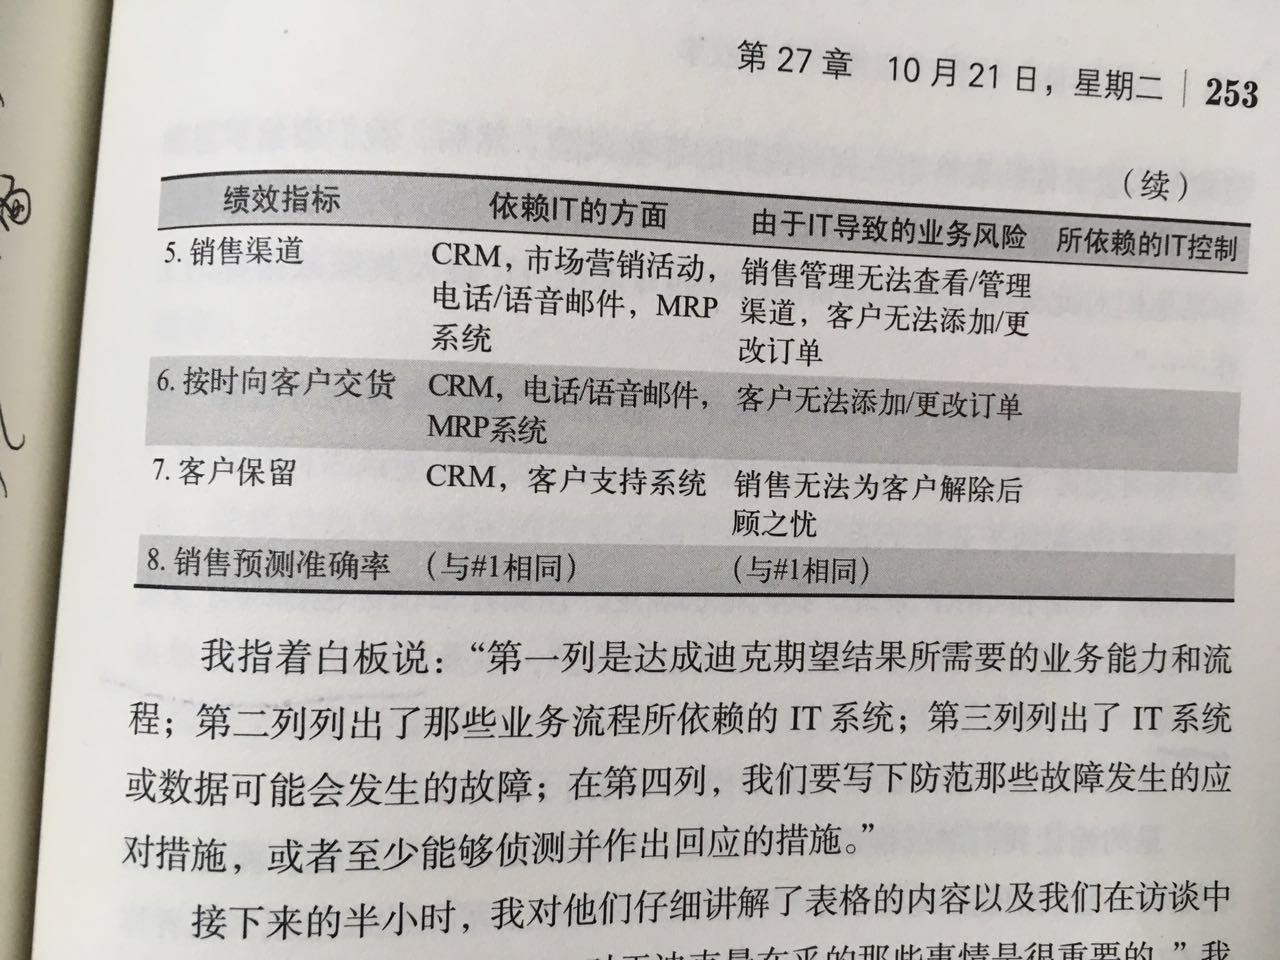 第 27 章 10 月 21 日，星期二 | 253
（续）
绩效指标 依赖IT的方面 由于IT导致的业务风险 所依赖的IT控制
5. 销售渠道 CRM，市场营销活动， 销售管理无法查看/管理
电话/语音邮件，MRP 渠道，客户无法添加/更
系统 改订单
6. 按时向客户交货 CRM，电话/语音邮件， 客户无法添加/更改订单
MRP系统
7. 客户保留 CRM，客户支持系统 销售无法为客户解除后
顾之忧
8. 销售预测准确率 （与#1相同） （与#1相同）
我指着白板说：“第一列是达成迪克期望结果所需要的业务能力和流
程；第二列列出了那些业务流程所依赖的 IT 系统；第三列列出了 IT 系统
或数据可能会发生的故障；在第四列，我们要写下防范那些故障发生的应
对措施，或者至少能够侦测并作出回应的措施。”
接下来的半小时，我对他们仔细讲解了表格的内容以及我们在访谈中
迪克最在乎的那些事情是很重要的。”我